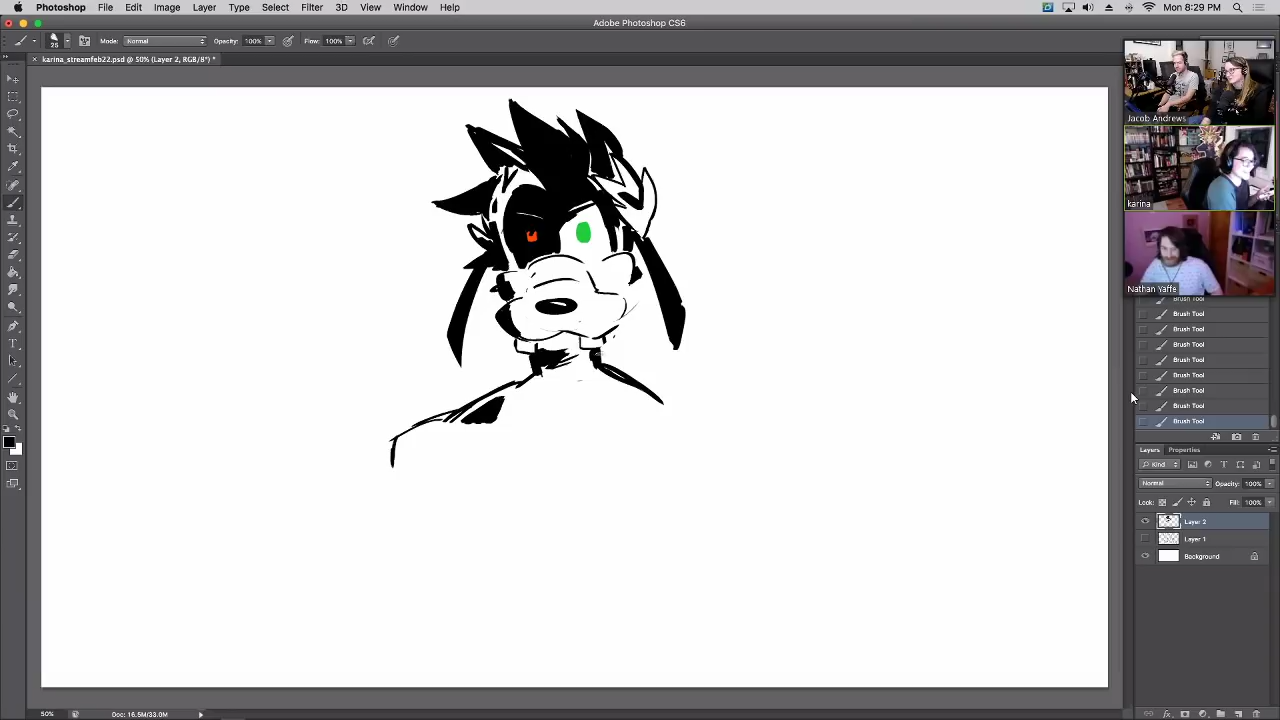 Photoshop File Edit Image Layer Type Select Filter 3D View Window Help Mon 8:29 PM
Adobe Photoshop CS6
25 Mode: Normal Opacity: 100% Flow: 100%
karina_streamfeb22.psd @ 50% (Layer 2, RGB/8*) *
Jacob Andrews
karina
Nathan Yaffe
Brush Tool
Brush Tool
Brush Tool
Brush Tool
Brush Tool
Brush Tool
Brush Tool
Brush Tool
Brush Tool
Layers Properties
Kind
Normal Opacity: 100%
Lock: Fill: 100%
Layer 2
Layer 1
Background
50% Doc: 16.5M/33.0M